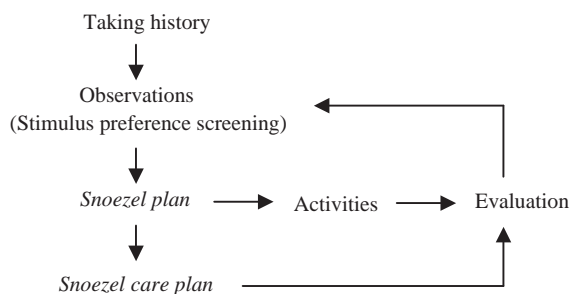 Taking history
Observations
(Stimulus preference screening)
Snoezel plan
Activities
Evaluation
Snoezel care plan